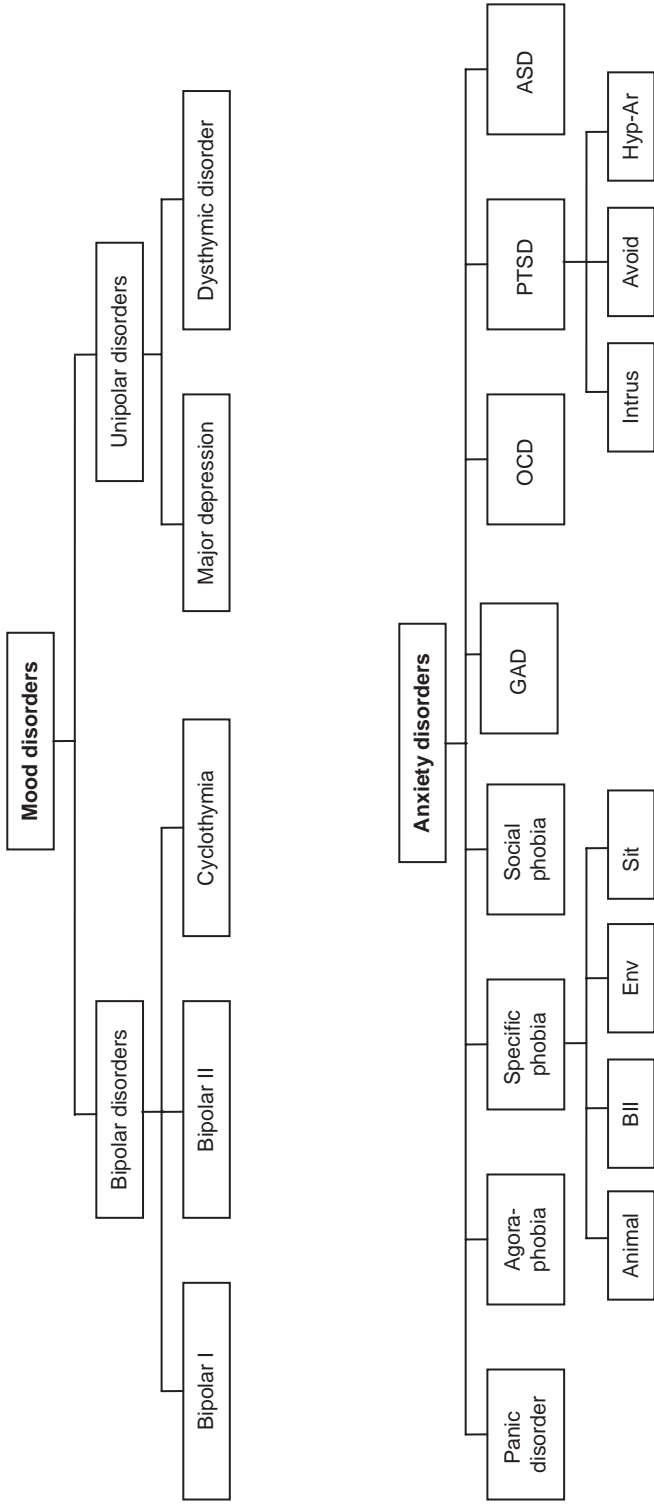 Mood disorders
Bipolar disorders
Unipolar disorders
Bipolar I
Bipolar II
Cyclothymia
Major depression
Dysthymic disorder
Anxiety disorders
Panic
disorder
Agora-
phobia
Specific
phobia
Social
phobia
GAD
OCD
PTSD
ASD
Animal
BII
Env
Sit
Intrus
Avoid
Hyp-Ar